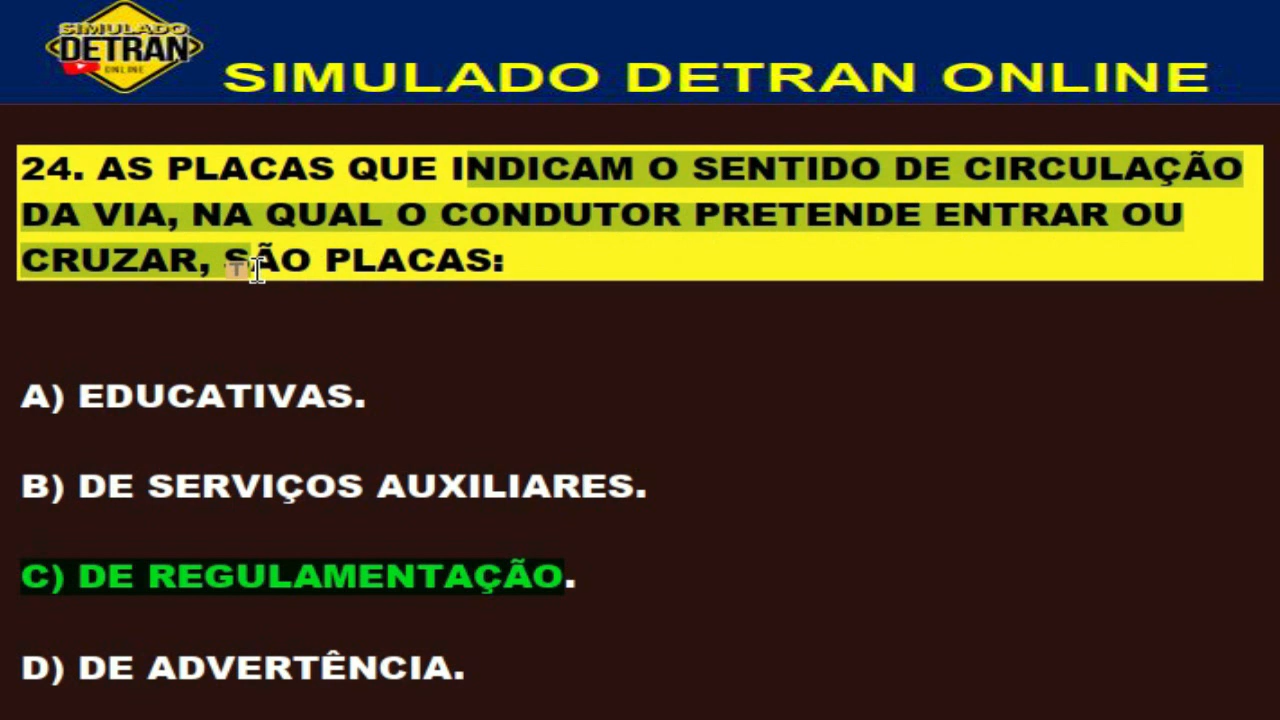 SIMULADO
DETRAN
ONLINE
SIMULADO DETRAN ONLINE
24. AS PLACAS QUE INDICAM O SENTIDO DE CIRCULAÇÃO
DA VIA, NA QUAL O CONDUTOR PRETENDE ENTRAR OU
CRUZAR, SÃO PLACAS:
A) EDUCATIVAS.
B) DE SERVIÇOS AUXILIARES.
C) DE REGULAMENTAÇÃO.
D) DE ADVERTÊNCIA.